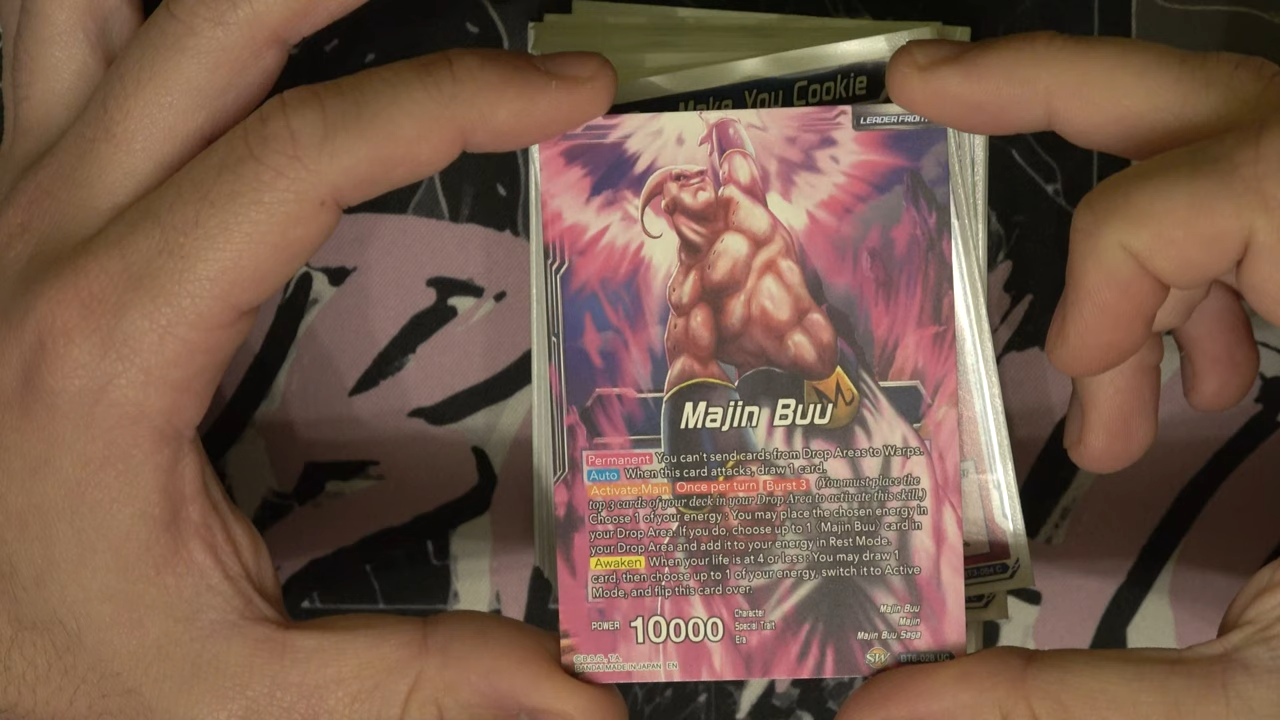 Make You Cookie
LEADER FRONT
Majin Buu
Permanent You can't send cards from Drop Areas to Warps.
Auto When this card attacks, draw 1 card.
Activate:Main Once per turn Burst 3 (You must place the
top 3 cards of your deck in your Drop Area to activate this skill.)
Choose 1 of your energy : You may place the chosen energy in
your Drop Area. If you do, choose up to 1 〈Majin Buu〉 card in
your Drop Area and add it to your energy in Rest Mode.
Awaken When your life is at 4 or less : You may draw 1
card, then choose up to 1 of your energy, switch it to Active
Mode, and flip this card over.
POWER 10000
Character Majin Buu
Special Trait Majin
Era Majin Buu Saga
©B.S./S., T.A.
BANDAI MADE IN JAPAN EN
SW BT6-028 UC